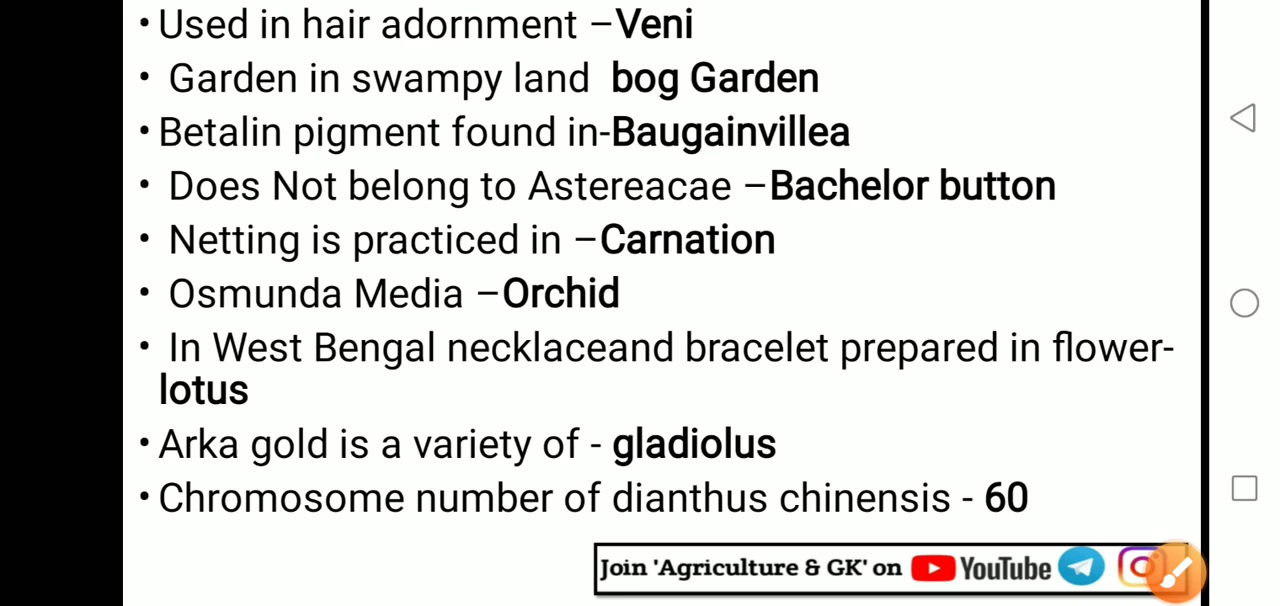 • Used in hair adornment –Veni
• Garden in swampy land bog Garden
• Betalin pigment found in-Baugainvillea
• Does Not belong to Astereacae –Bachelor button
• Netting is practiced in –Carnation
• Osmunda Media –Orchid
• In West Bengal necklaceand bracelet prepared in flower-
lotus
• Arka gold is a variety of - gladiolus
• Chromosome number of dianthus chinensis - 60
Join 'Agriculture & GK' on YouTube